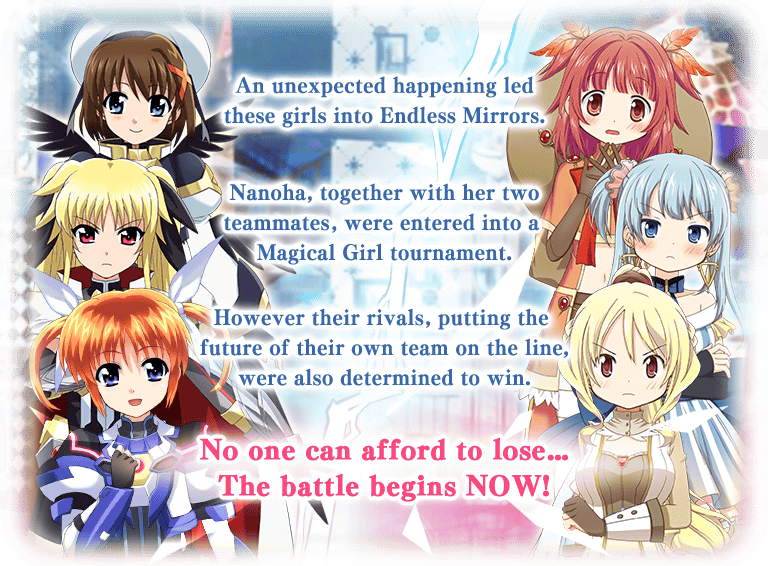 An unexpected happening led
these girls into Endless Mirrors.
Nanoha, together with her two
teammates, were entered into a
Magical Girl tournament.
However their rivals, putting the
future of their own team on the line,
were also determined to win.
No one can afford to lose...
The battle begins NOW!